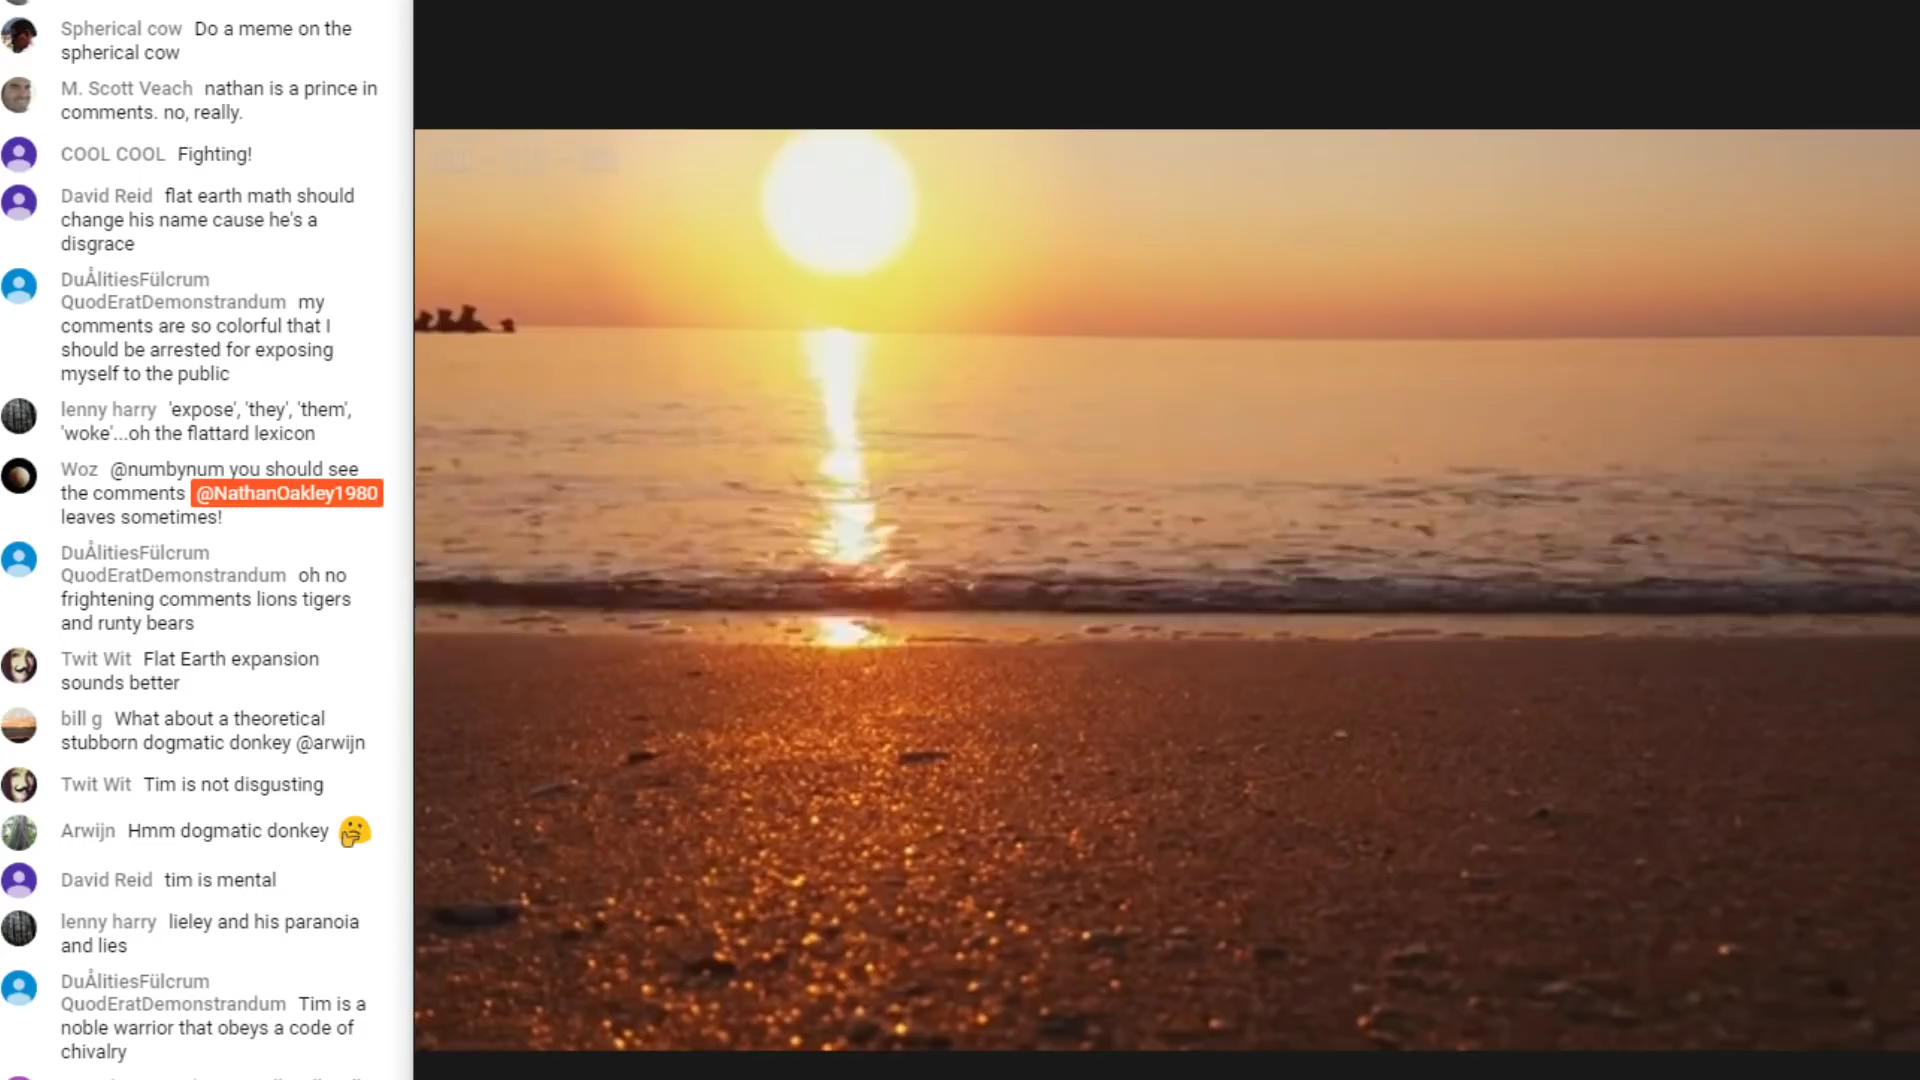 Spherical cow Do a meme on the
spherical cow
M. Scott Veach nathan is a prince in
comments. no, really.
COOL COOL Fighting!
David Reid flat earth math should
change his name cause he's a
disgrace
DuÅlitiesFülcrum
QuodEratDemonstrandum my
comments are so colorful that I
should be arrested for exposing
myself to the public
lenny harry 'expose', 'they', 'them',
'woke'...oh the flattard lexicon
Woz @numbynum you should see
the comments @NathanOakley1980
leaves sometimes!
DuÅlitiesFülcrum
QuodEratDemonstrandum oh no
frightening comments lions tigers
and runty bears
Twit Wit Flat Earth expansion
sounds better
bill g What about a theoretical
stubborn dogmatic donkey @arwijn
Twit Wit Tim is not disgusting
Arwijn Hmm dogmatic donkey 🤔
David Reid tim is mental
lenny harry lieley and his paranoia
and lies
DuÅlitiesFülcrum
QuodEratDemonstrandum Tim is a
noble warrior that obeys a code of
chivalry